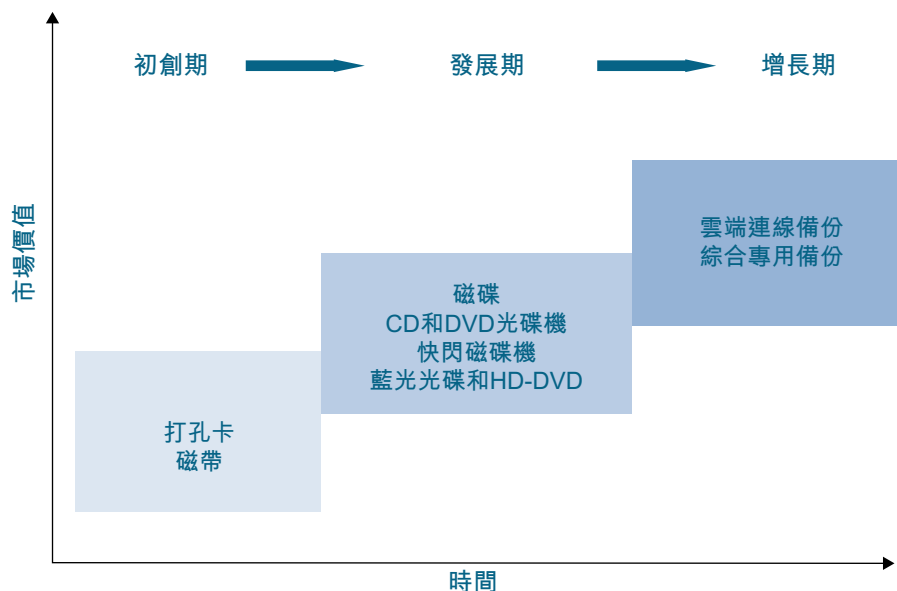 初創期
發展期
增長期
市場價值
雲端連線備份
綜合專用備份
磁碟
CD和DVD光碟機
快閃磁碟機
藍光光碟和HD-DVD
打孔卡
磁帶
時間